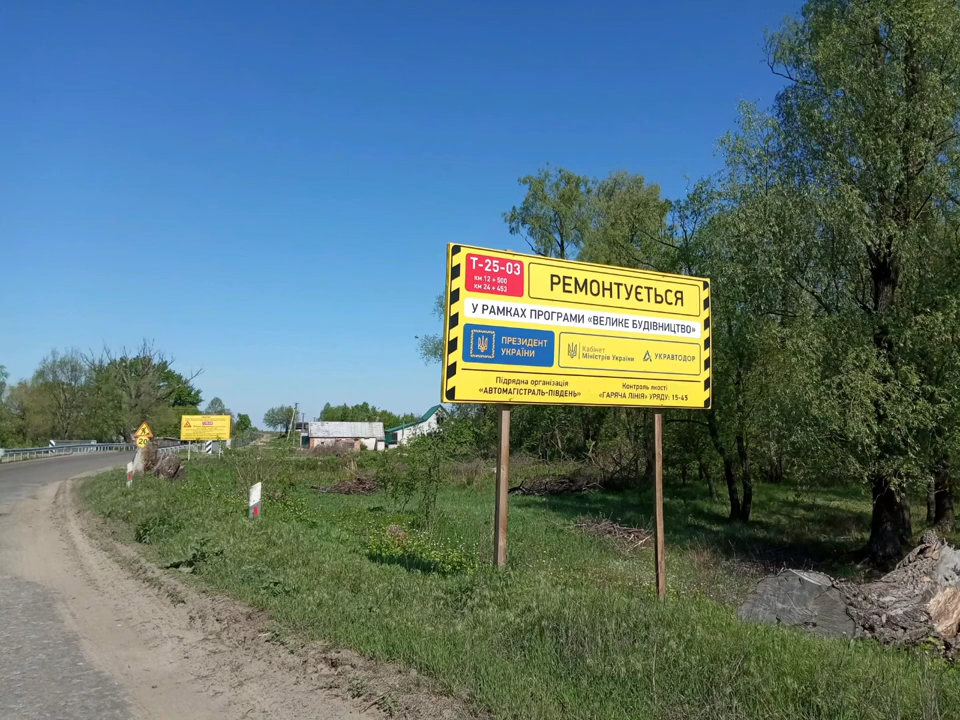 Т-25-03
км 12 + 500
км 24 + 453
РЕМОНТУЄТЬСЯ
У РАМКАХ ПРОГРАМИ «ВЕЛИКЕ БУДІВНИЦТВО»
ПРЕЗИДЕНТ
УКРАЇНИ
Кабінет
Міністрів України
УКРАВТОДОР
Підрядна організація
«АВТОМАГІСТРАЛЬ-ПІВДЕНЬ»
Контроль якості
«ГАРЯЧА ЛІНІЯ» УРЯДУ: 15-45
20